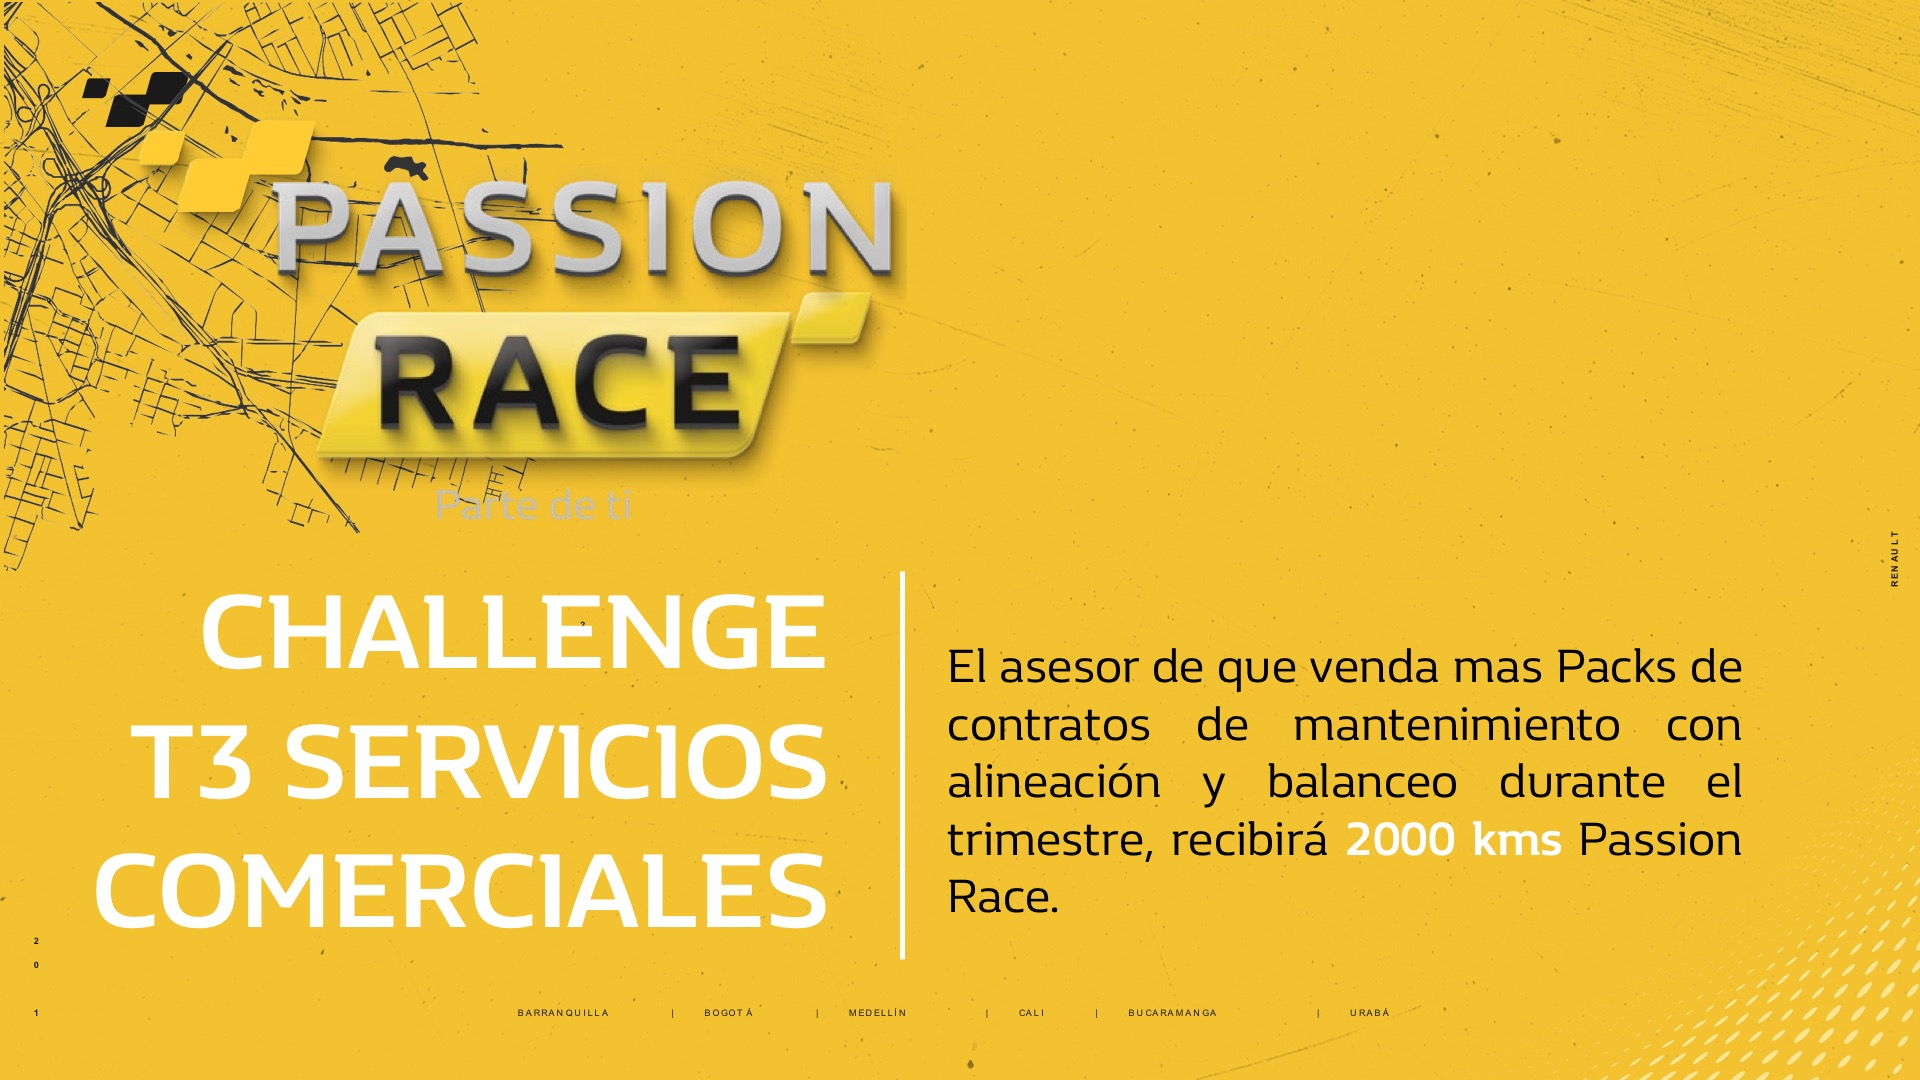 PASSION
RACE
Parte de ti
CHALLENGE
T3 SERVICIOS
COMERCIALES
?
El asesor de que venda mas Packs de
contratos de mantenimiento con
alineación y balanceo durante el
trimestre, recibirá 2000 kms Passion
Race.
RENAULT
2
0
1
BARRANQUILLA | BOGOTÁ | MEDELLÍN | CALI | BUCARAMANGA | URABÁ